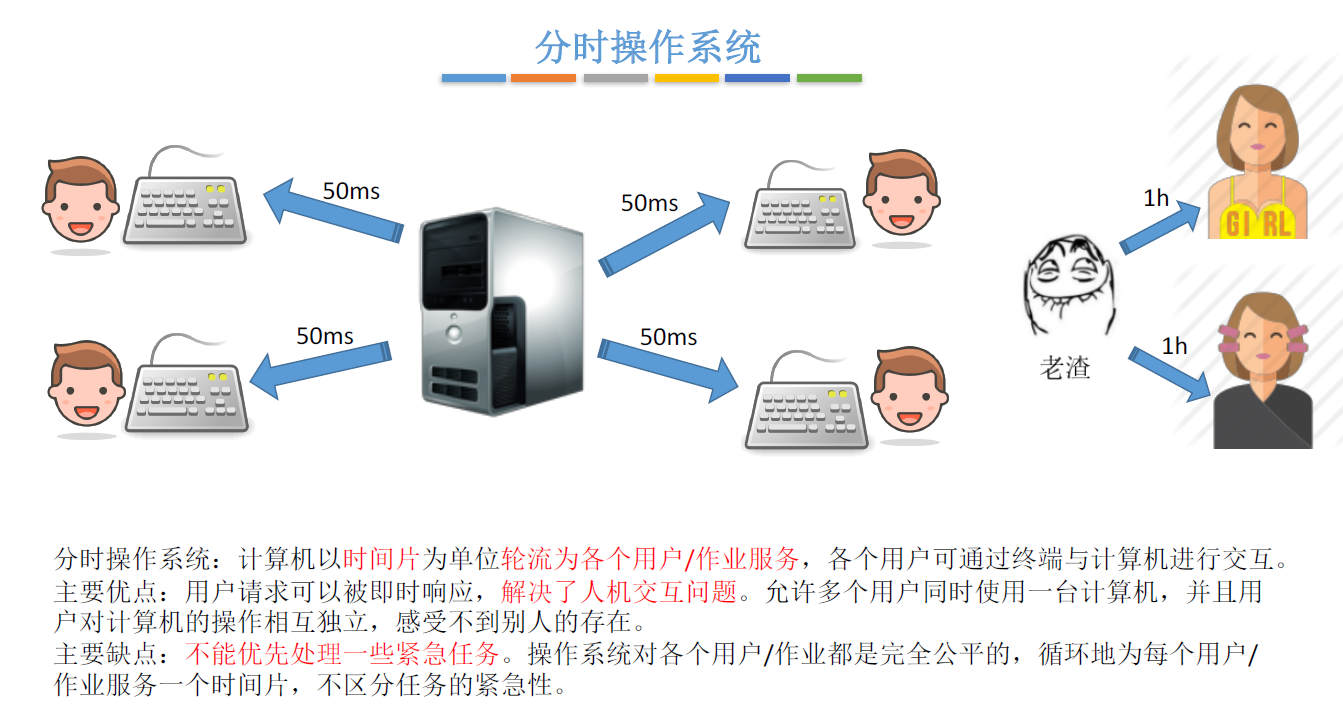 分时操作系统
50ms
50ms
1h
GIRL
50ms
50ms
1h
老渣
分时操作系统：计算机以时间片为单位轮流为各个用户/作业服务，各个用户可通过终端与计算机进行交互。
主要优点：用户请求可以被即时响应，解决了人机交互问题。允许多个用户同时使用一台计算机，并且用
户对计算机的操作相互独立，感受不到别人的存在。
主要缺点：不能优先处理一些紧急任务。操作系统对各个用户/作业都是完全公平的，循环地为每个用户/
作业服务一个时间片，不区分任务的紧急性。